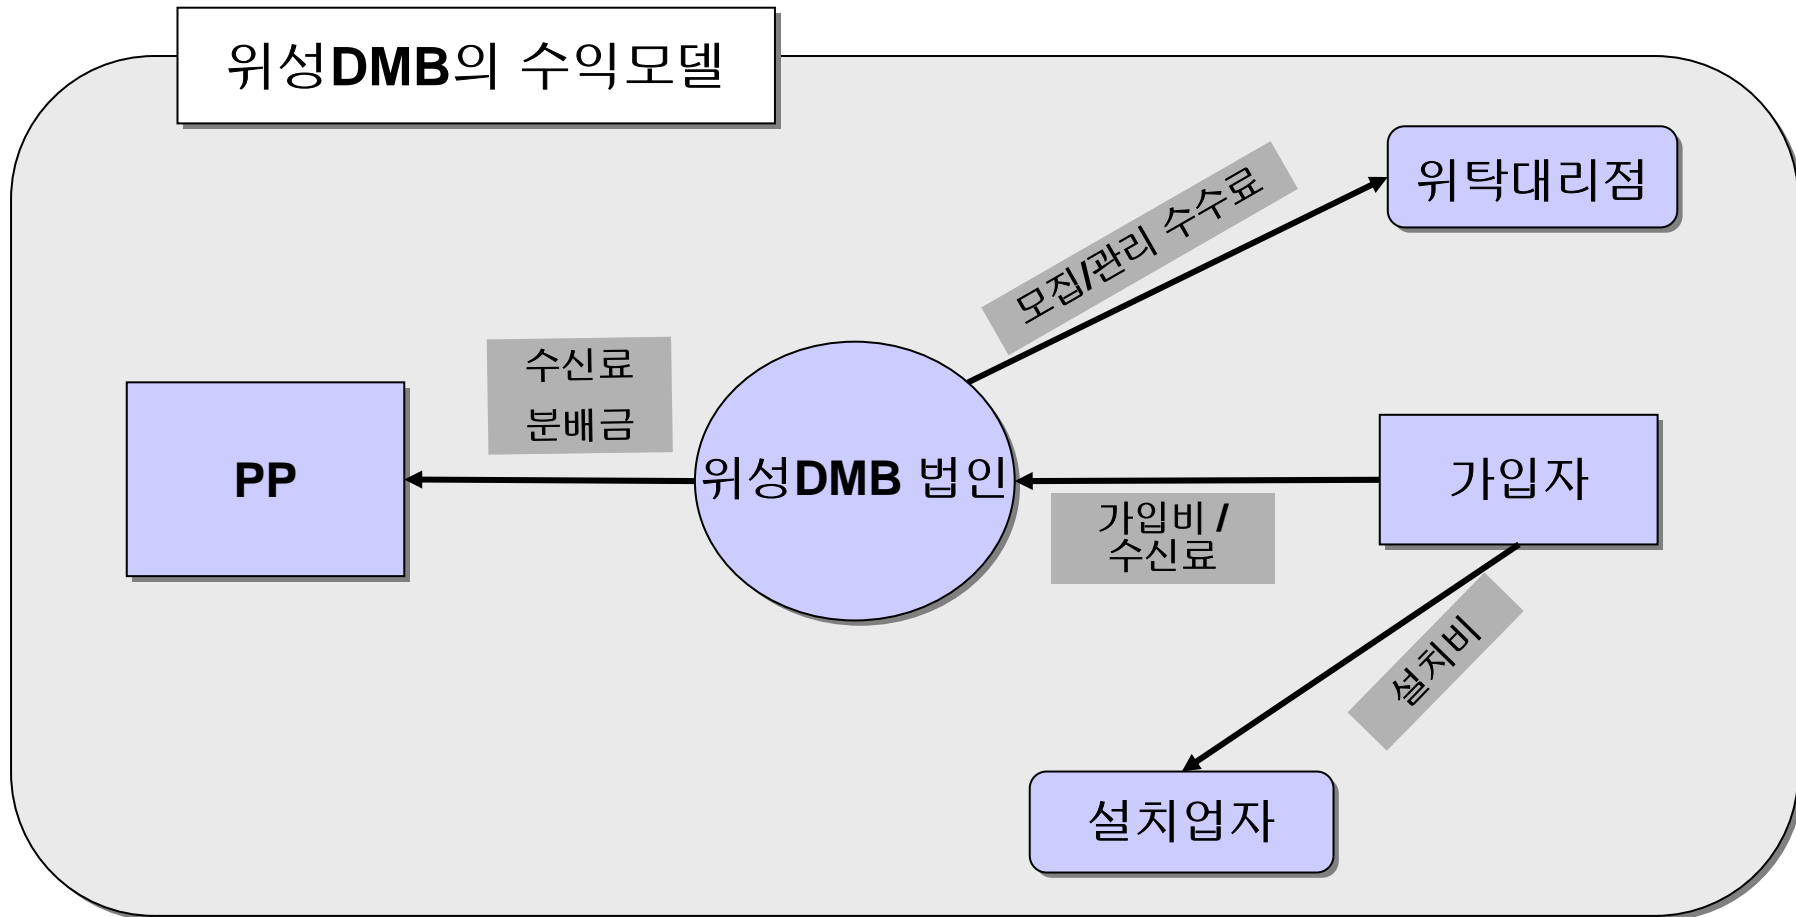 위성DMB의 수익모델
위탁대리점
모집/관리 수수료
수신료
분배금
PP
위성DMB 법인
가입자
가입비 /
수신료
설치비
설치업자